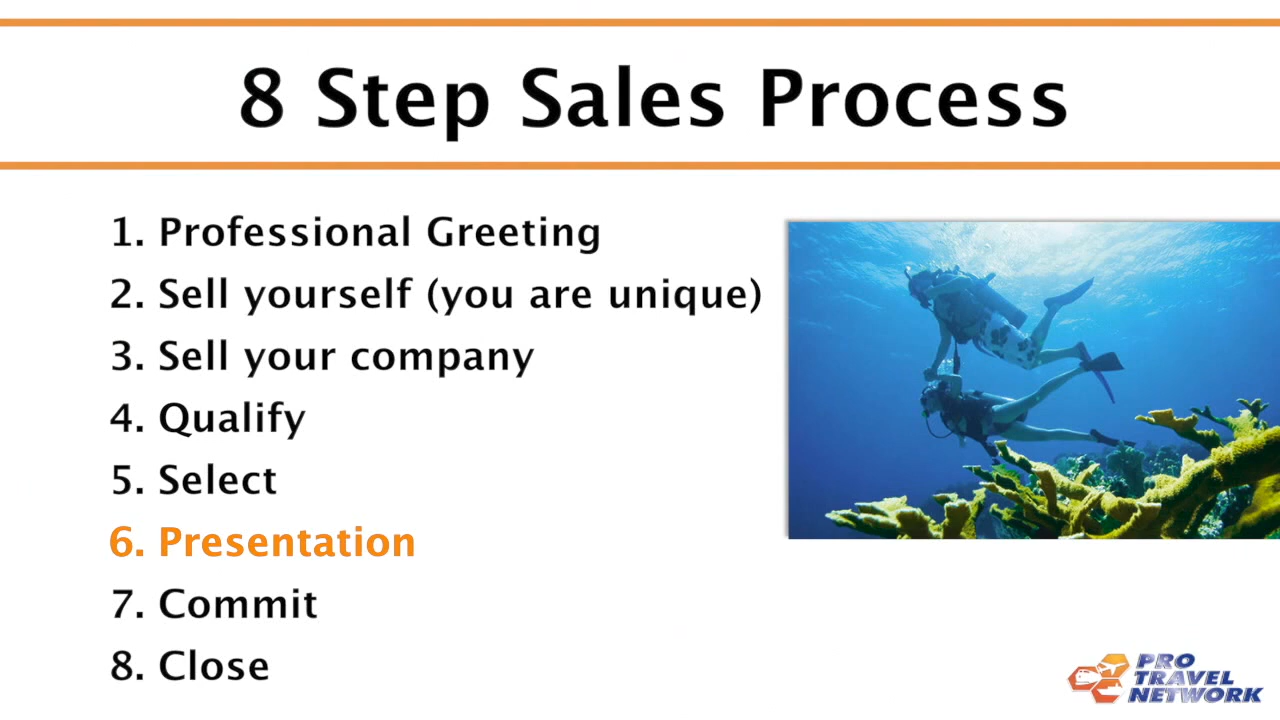 8 Step Sales Process
1. Professional Greeting
2. Sell yourself (you are unique)
3. Sell your company
4. Qualify
5. Select
6. Presentation
7. Commit
8. Close
PRO
TRAVEL
NETWORK